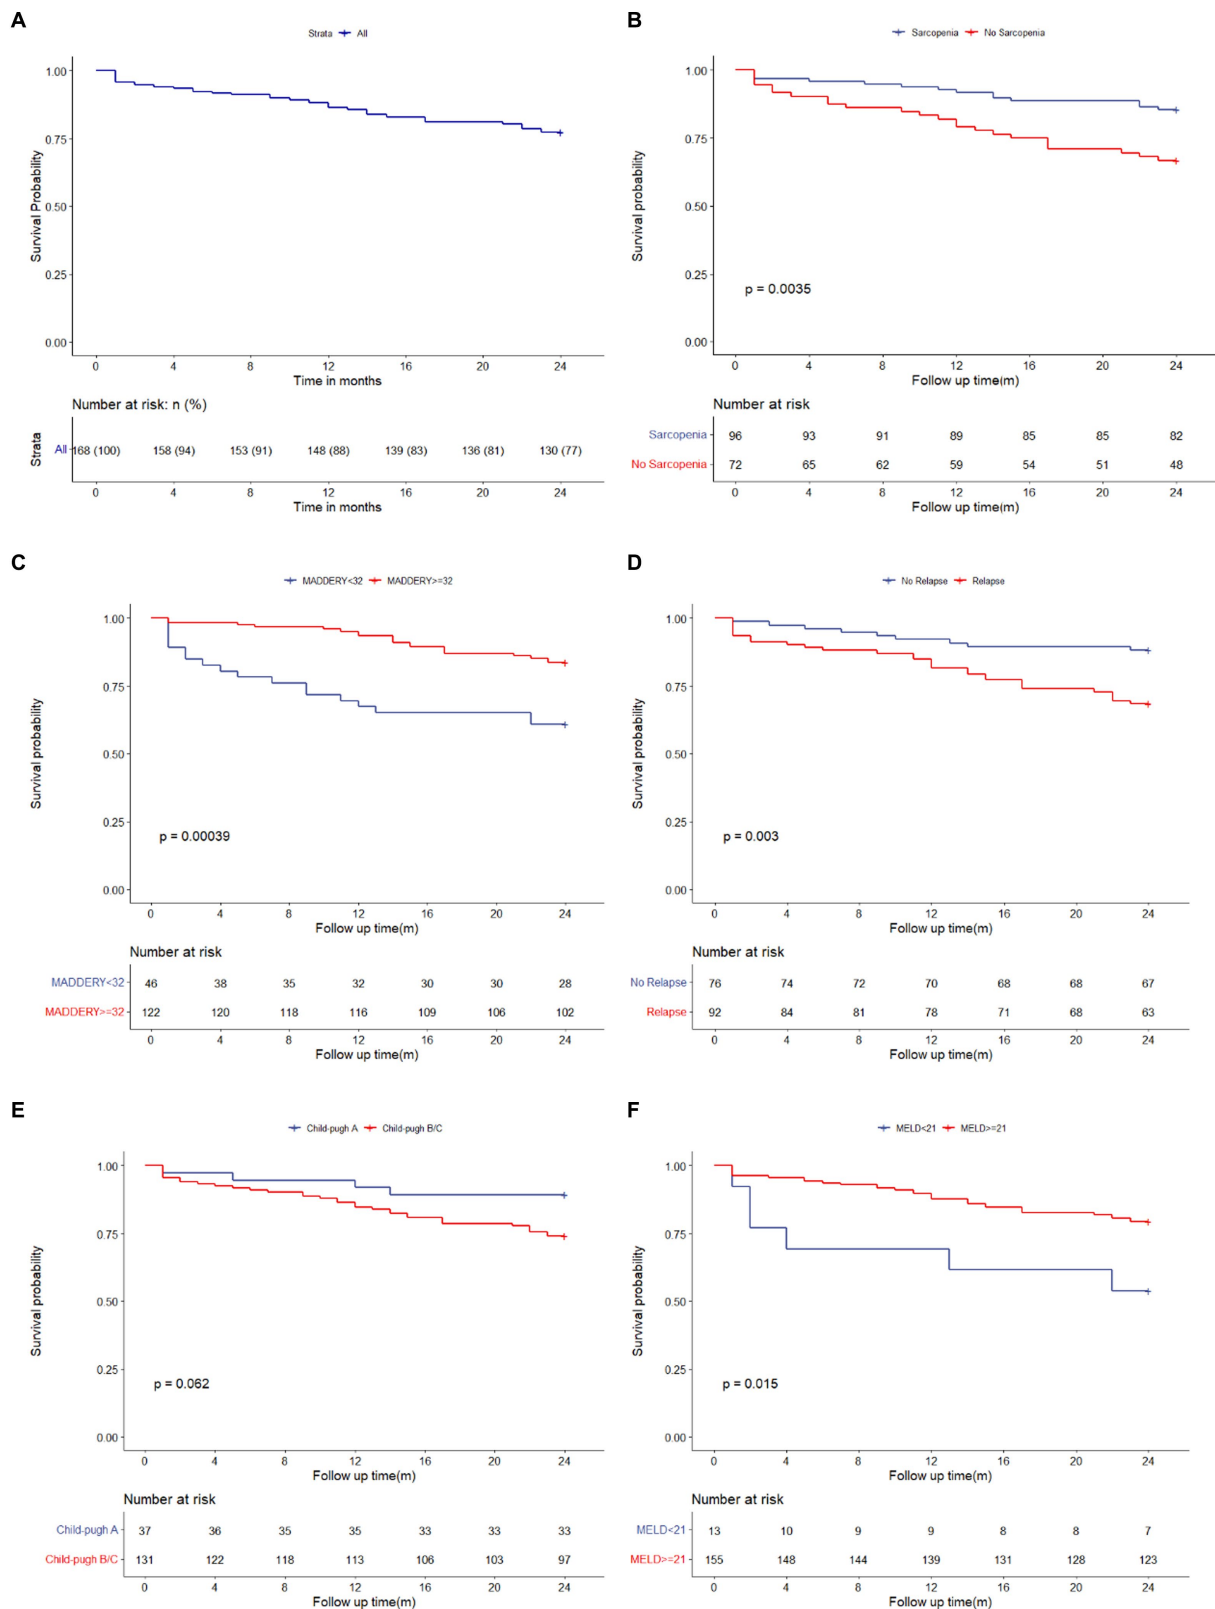 A
Strata All
Survival Probability
1.00
0.75
0.50
0.25
0.00
0 4 8 12 16 20 24
Time in months
Number at risk: n (%)
Strata
All 168 (100) 158 (94) 153 (91) 148 (88) 139 (83) 136 (81) 130 (77)
0 4 8 12 16 20 24
Time in months
B
Sarcopenia No Sarcopenia
Survival probability
1.00
0.75
0.50
0.25
0.00
p = 0.0035
0 4 8 12 16 20 24
Follow up time(m)
Number at risk
Sarcopenia 96 93 91 89 85 85 82
No Sarcopenia 72 65 62 59 54 51 48
0 4 8 12 16 20 24
Follow up time(m)
C
MADDERY<32 MADDERY>=32
Survival probability
1.00
0.75
0.50
0.25
0.00
p = 0.00039
0 4 8 12 16 20 24
Follow up time(m)
Number at risk
MADDERY<32 46 38 35 32 30 30 28
MADDERY>=32 122 120 118 116 109 106 102
0 4 8 12 16 20 24
Follow up time(m)
D
No Relapse Relapse
Survival probability
1.00
0.75
0.50
0.25
0.00
p = 0.003
0 4 8 12 16 20 24
Follow up time(m)
Number at risk
No Relapse 76 74 72 70 68 68 67
Relapse 92 84 81 78 71 68 63
0 4 8 12 16 20 24
Follow up time(m)
E
Child-pugh A Child-pugh B/C
Survival probability
1.00
0.75
0.50
0.25
0.00
p = 0.062
0 4 8 12 16 20 24
Follow up time(m)
Number at risk
Child-pugh A 37 36 35 35 33 33 33
Child-pugh B/C 131 122 118 113 106 103 97
0 4 8 12 16 20 24
Follow up time(m)
F
MELD<21 MELD>=21
Survival probability
1.00
0.75
0.50
0.25
0.00
p = 0.015
0 4 8 12 16 20 24
Follow up time(m)
Number at risk
MELD<21 13 10 9 9 8 8 7
MELD>=21 155 148 144 139 131 128 123
0 4 8 12 16 20 24
Follow up time(m)